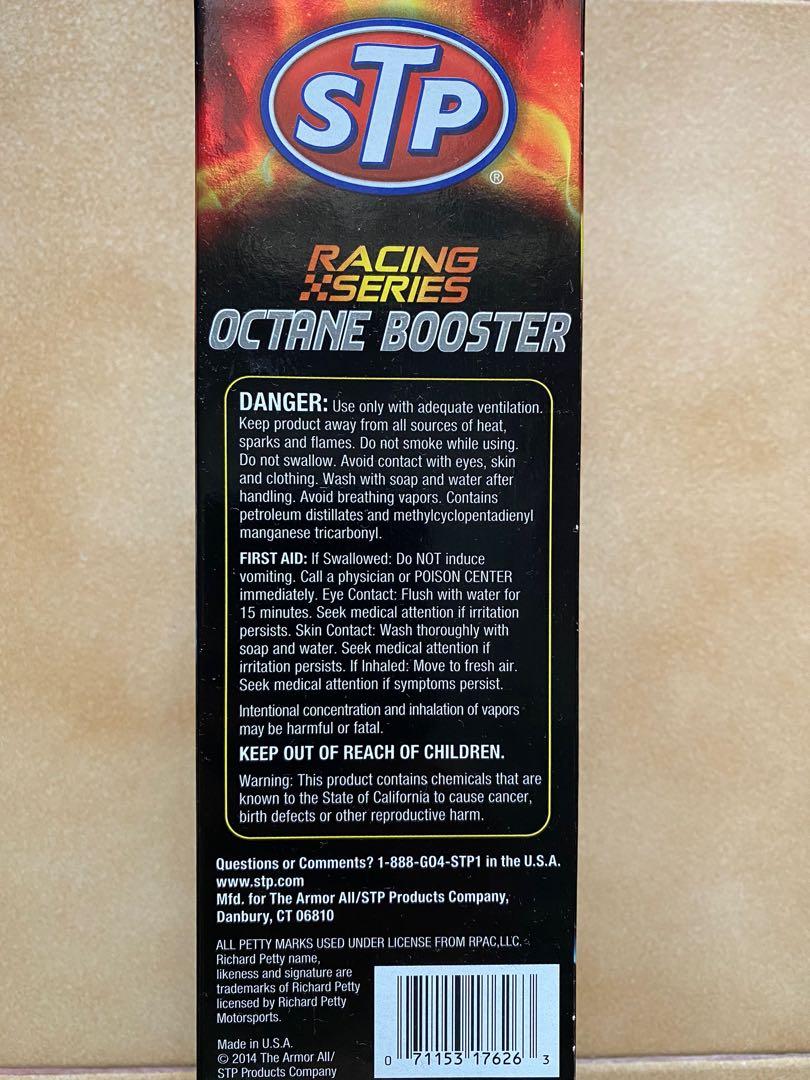 STP
®
RACING
SERIES
OCTANE BOOSTER
DANGER: Use only with adequate ventilation.
Keep product away from all sources of heat,
sparks and flames. Do not smoke while using.
Do not swallow. Avoid contact with eyes, skin
and clothing. Wash with soap and water after
handling. Avoid breathing vapors. Contains
petroleum distillates and methylcyclopentadienyl
manganese tricarbonyl.
FIRST AID: If Swallowed: Do NOT induce
vomiting. Call a physician or POISON CENTER
immediately. Eye Contact: Flush with water for
15 minutes. Seek medical attention if irritation
persists. Skin Contact: Wash thoroughly with
soap and water. Seek medical attention if
irritation persists. If Inhaled: Move to fresh air.
Seek medical attention if symptoms persist.
Intentional concentration and inhalation of vapors
may be harmful or fatal.
KEEP OUT OF REACH OF CHILDREN.
Warning: This product contains chemicals that are
known to the State of California to cause cancer,
birth defects or other reproductive harm.
Questions or Comments? 1-888-GO4-STP1 in the U.S.A.
www.stp.com
Mfd. for The Armor All/STP Products Company,
Danbury, CT 06810
ALL PETTY MARKS USED UNDER LICENSE FROM RPAC,LLC.
Richard Petty name,
likeness and signature are
trademarks of Richard Petty
licensed by Richard Petty
Motorsports.
Made in U.S.A.
© 2014 The Armor All/
STP Products Company
0 71153 17626 3